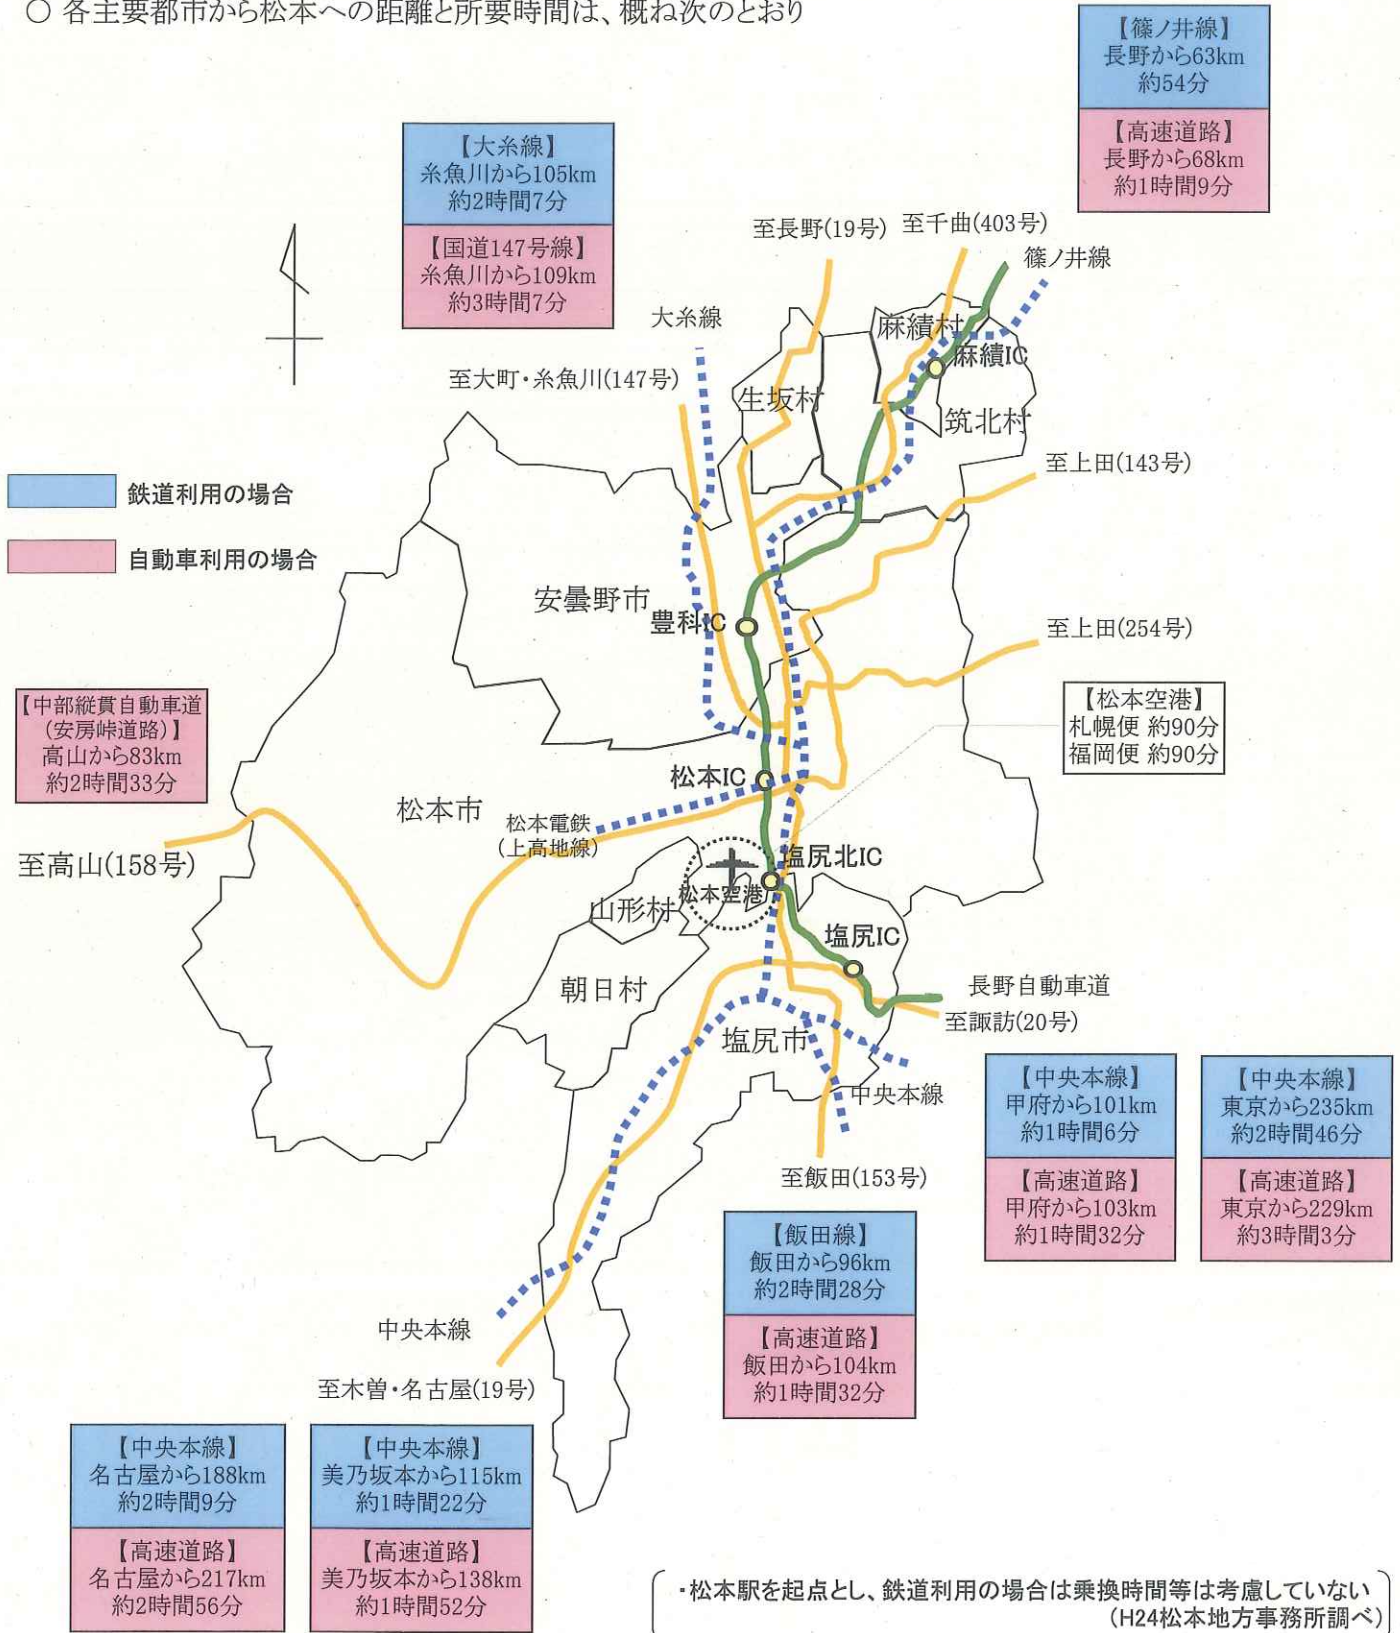 ○ 各主要都市から松本への距離と所要時間は、概ね次のとおり
【篠ノ井線】
長野から63km
約54分
【高速道路】
長野から68km
約1時間9分
【大糸線】
糸魚川から105km
約2時間7分
【国道147号線】
糸魚川から109km
約3時間7分
至長野(19号)
至千曲(403号)
篠ノ井線
大糸線
麻績村
麻績IC
至大町・糸魚川(147号)
生坂村
筑北村
至上田(143号)
鉄道利用の場合
自動車利用の場合
安曇野市
豊科IC
至上田(254号)
【中部縦貫自動車道
(安房峠道路)】
高山から83km
約2時間33分
【松本空港】
札幌便 約90分
福岡便 約90分
松本IC
松本市
松本電鉄
(上高地線)
至高山(158号)
塩尻北IC
松本空港
山形村
塩尻IC
朝日村
長野自動車道
至諏訪(20号)
塩尻市
中央本線
【中央本線】
甲府から101km
約1時間6分
【高速道路】
甲府から103km
約1時間32分
【中央本線】
東京から235km
約2時間46分
【高速道路】
東京から229km
約3時間3分
至飯田(153号)
【飯田線】
飯田から96km
約2時間28分
【高速道路】
飯田から104km
約1時間32分
中央本線
至木曽・名古屋(19号)
【中央本線】
名古屋から188km
約2時間9分
【高速道路】
名古屋から217km
約2時間56分
【中央本線】
美乃坂本から115km
約1時間22分
【高速道路】
美乃坂本から138km
約1時間52分
・松本駅を起点とし、鉄道利用の場合は乗換時間等は考慮していない
(H24松本地方事務所調べ)